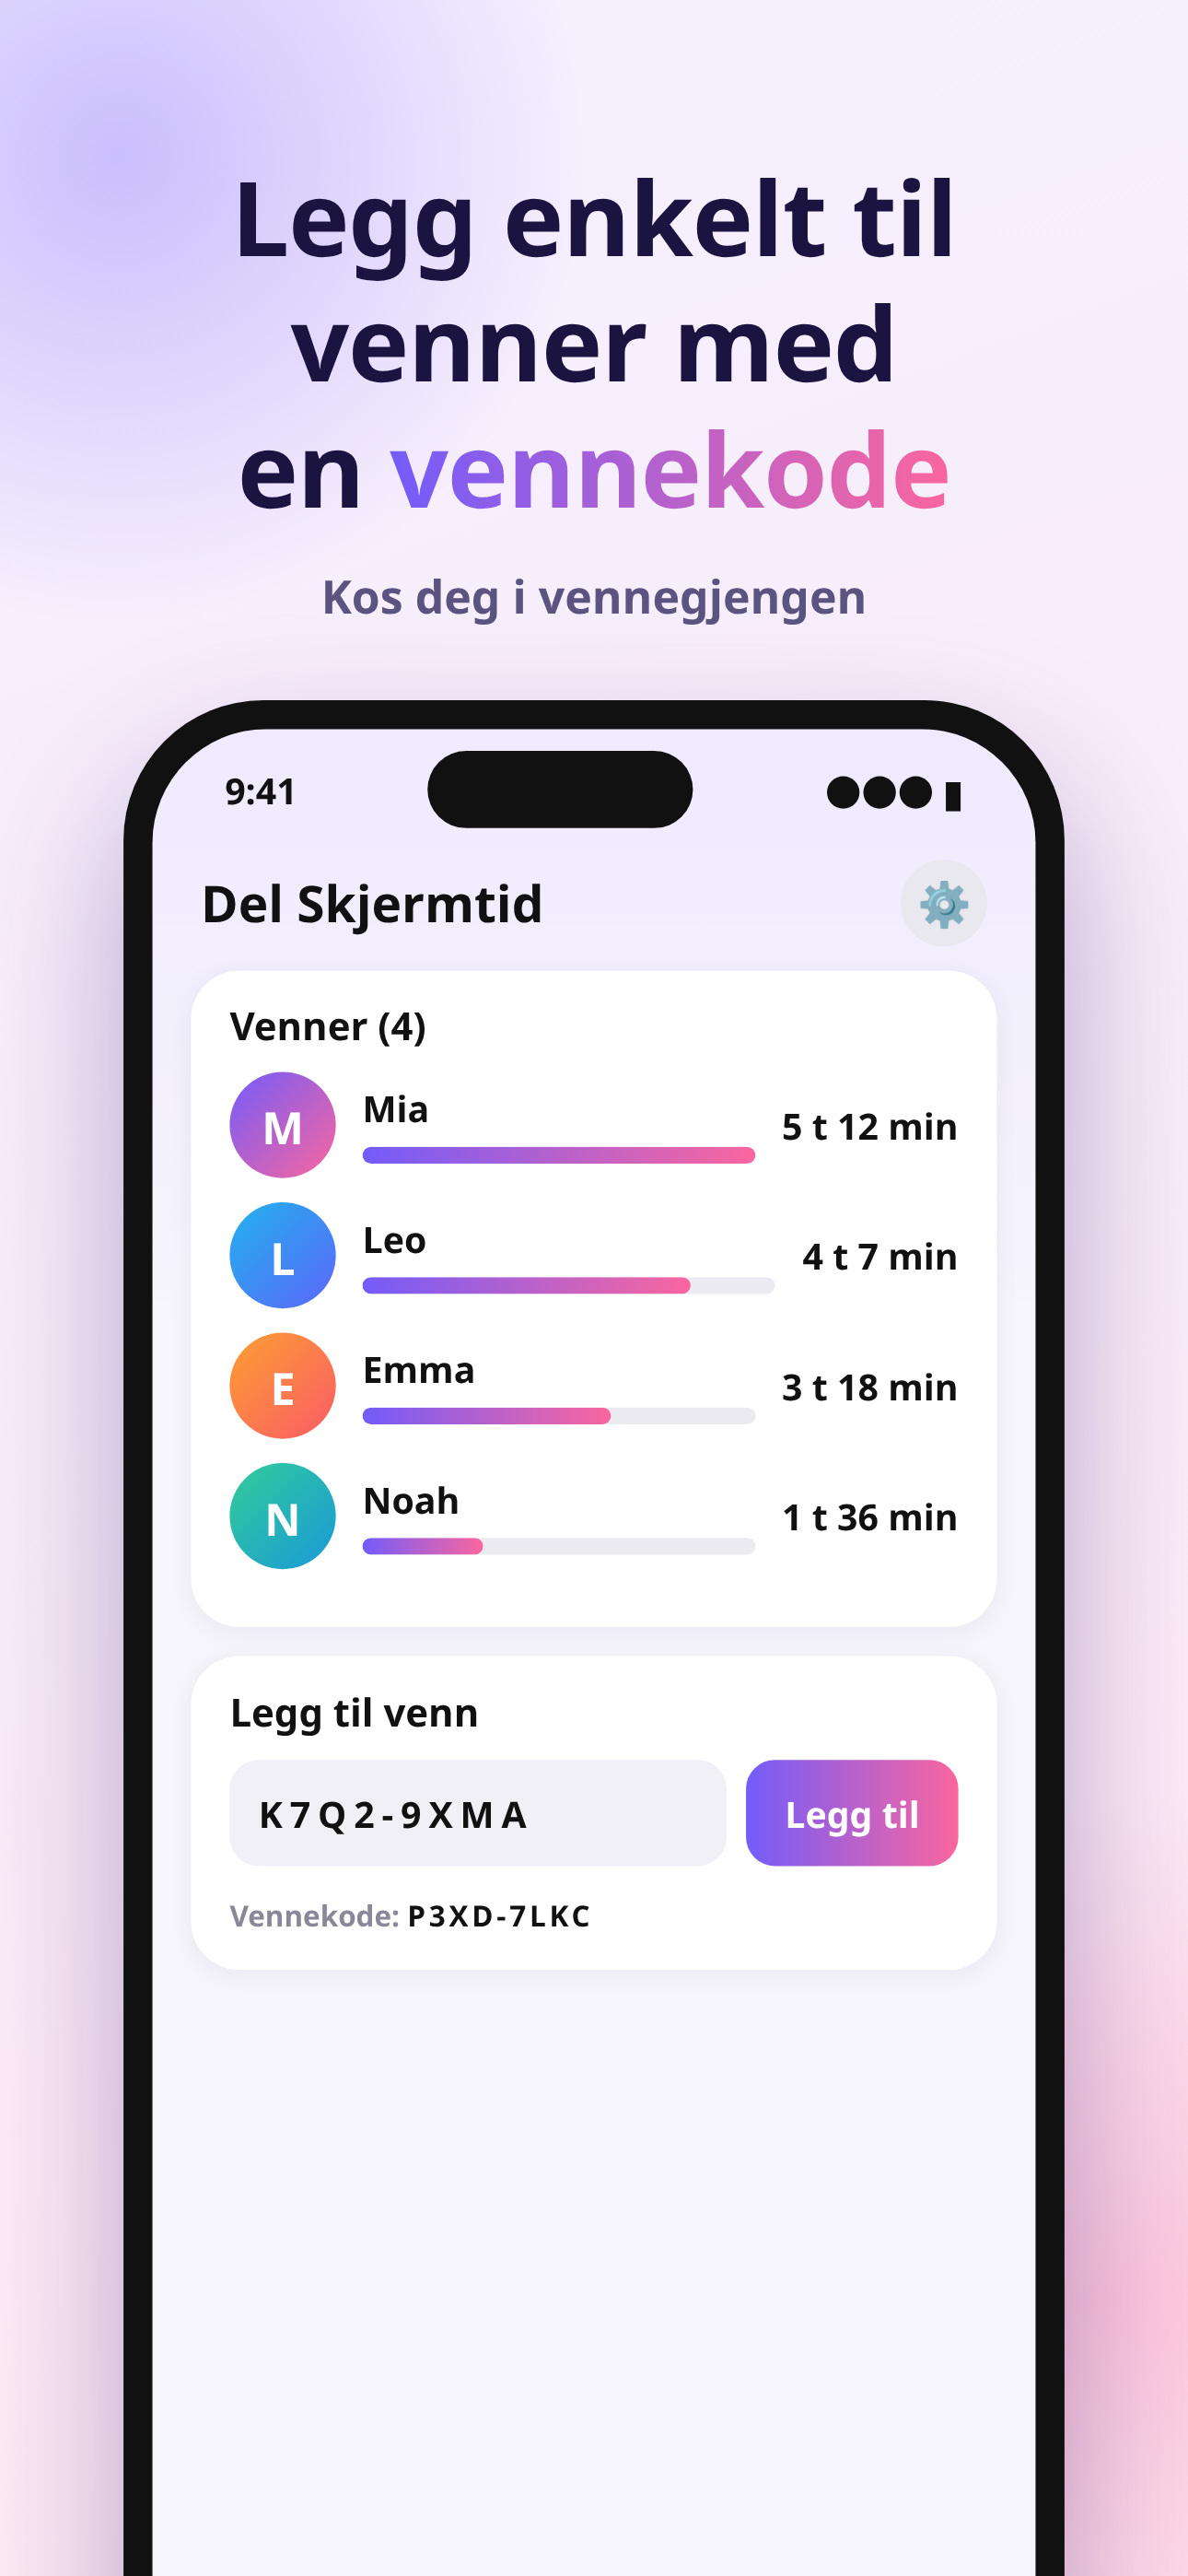 Legg enkelt til
venner med
en vennekode
Kos deg i vennegjengen
9:41
Del Skjermtid
Venner (4)
M
Mia
5 t 12 min
L
Leo
4 t 7 min
E
Emma
3 t 18 min
N
Noah
1 t 36 min
Legg til venn
K7Q2-9XMA
Legg til
Vennekode: P3XD-7LKC